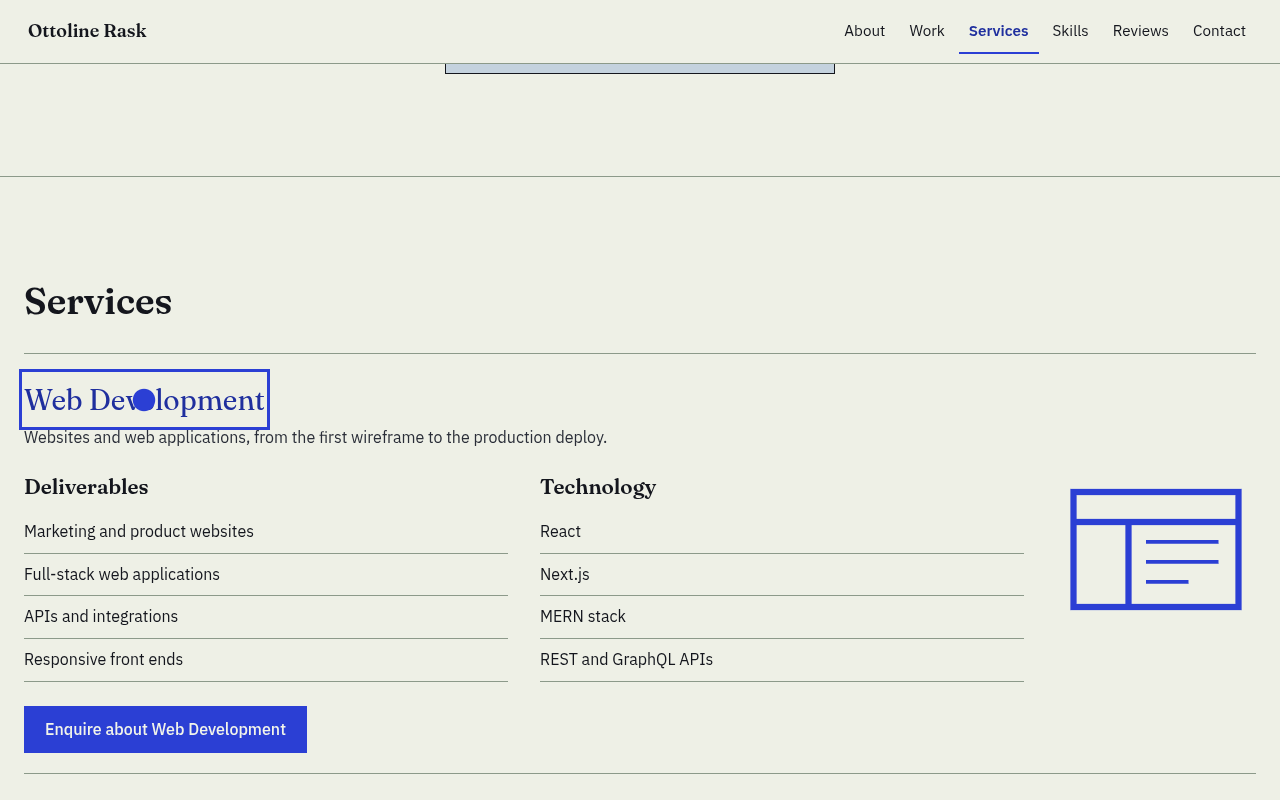 Ottoline Rask
About Work Services Skills Reviews Contact
Services
Web Development
Websites and web applications, from the first wireframe to the production deploy.
Deliverables
Marketing and product websites
Full-stack web applications
APIs and integrations
Responsive front ends
Technology
React
Next.js
MERN stack
REST and GraphQL APIs
Enquire about Web Development